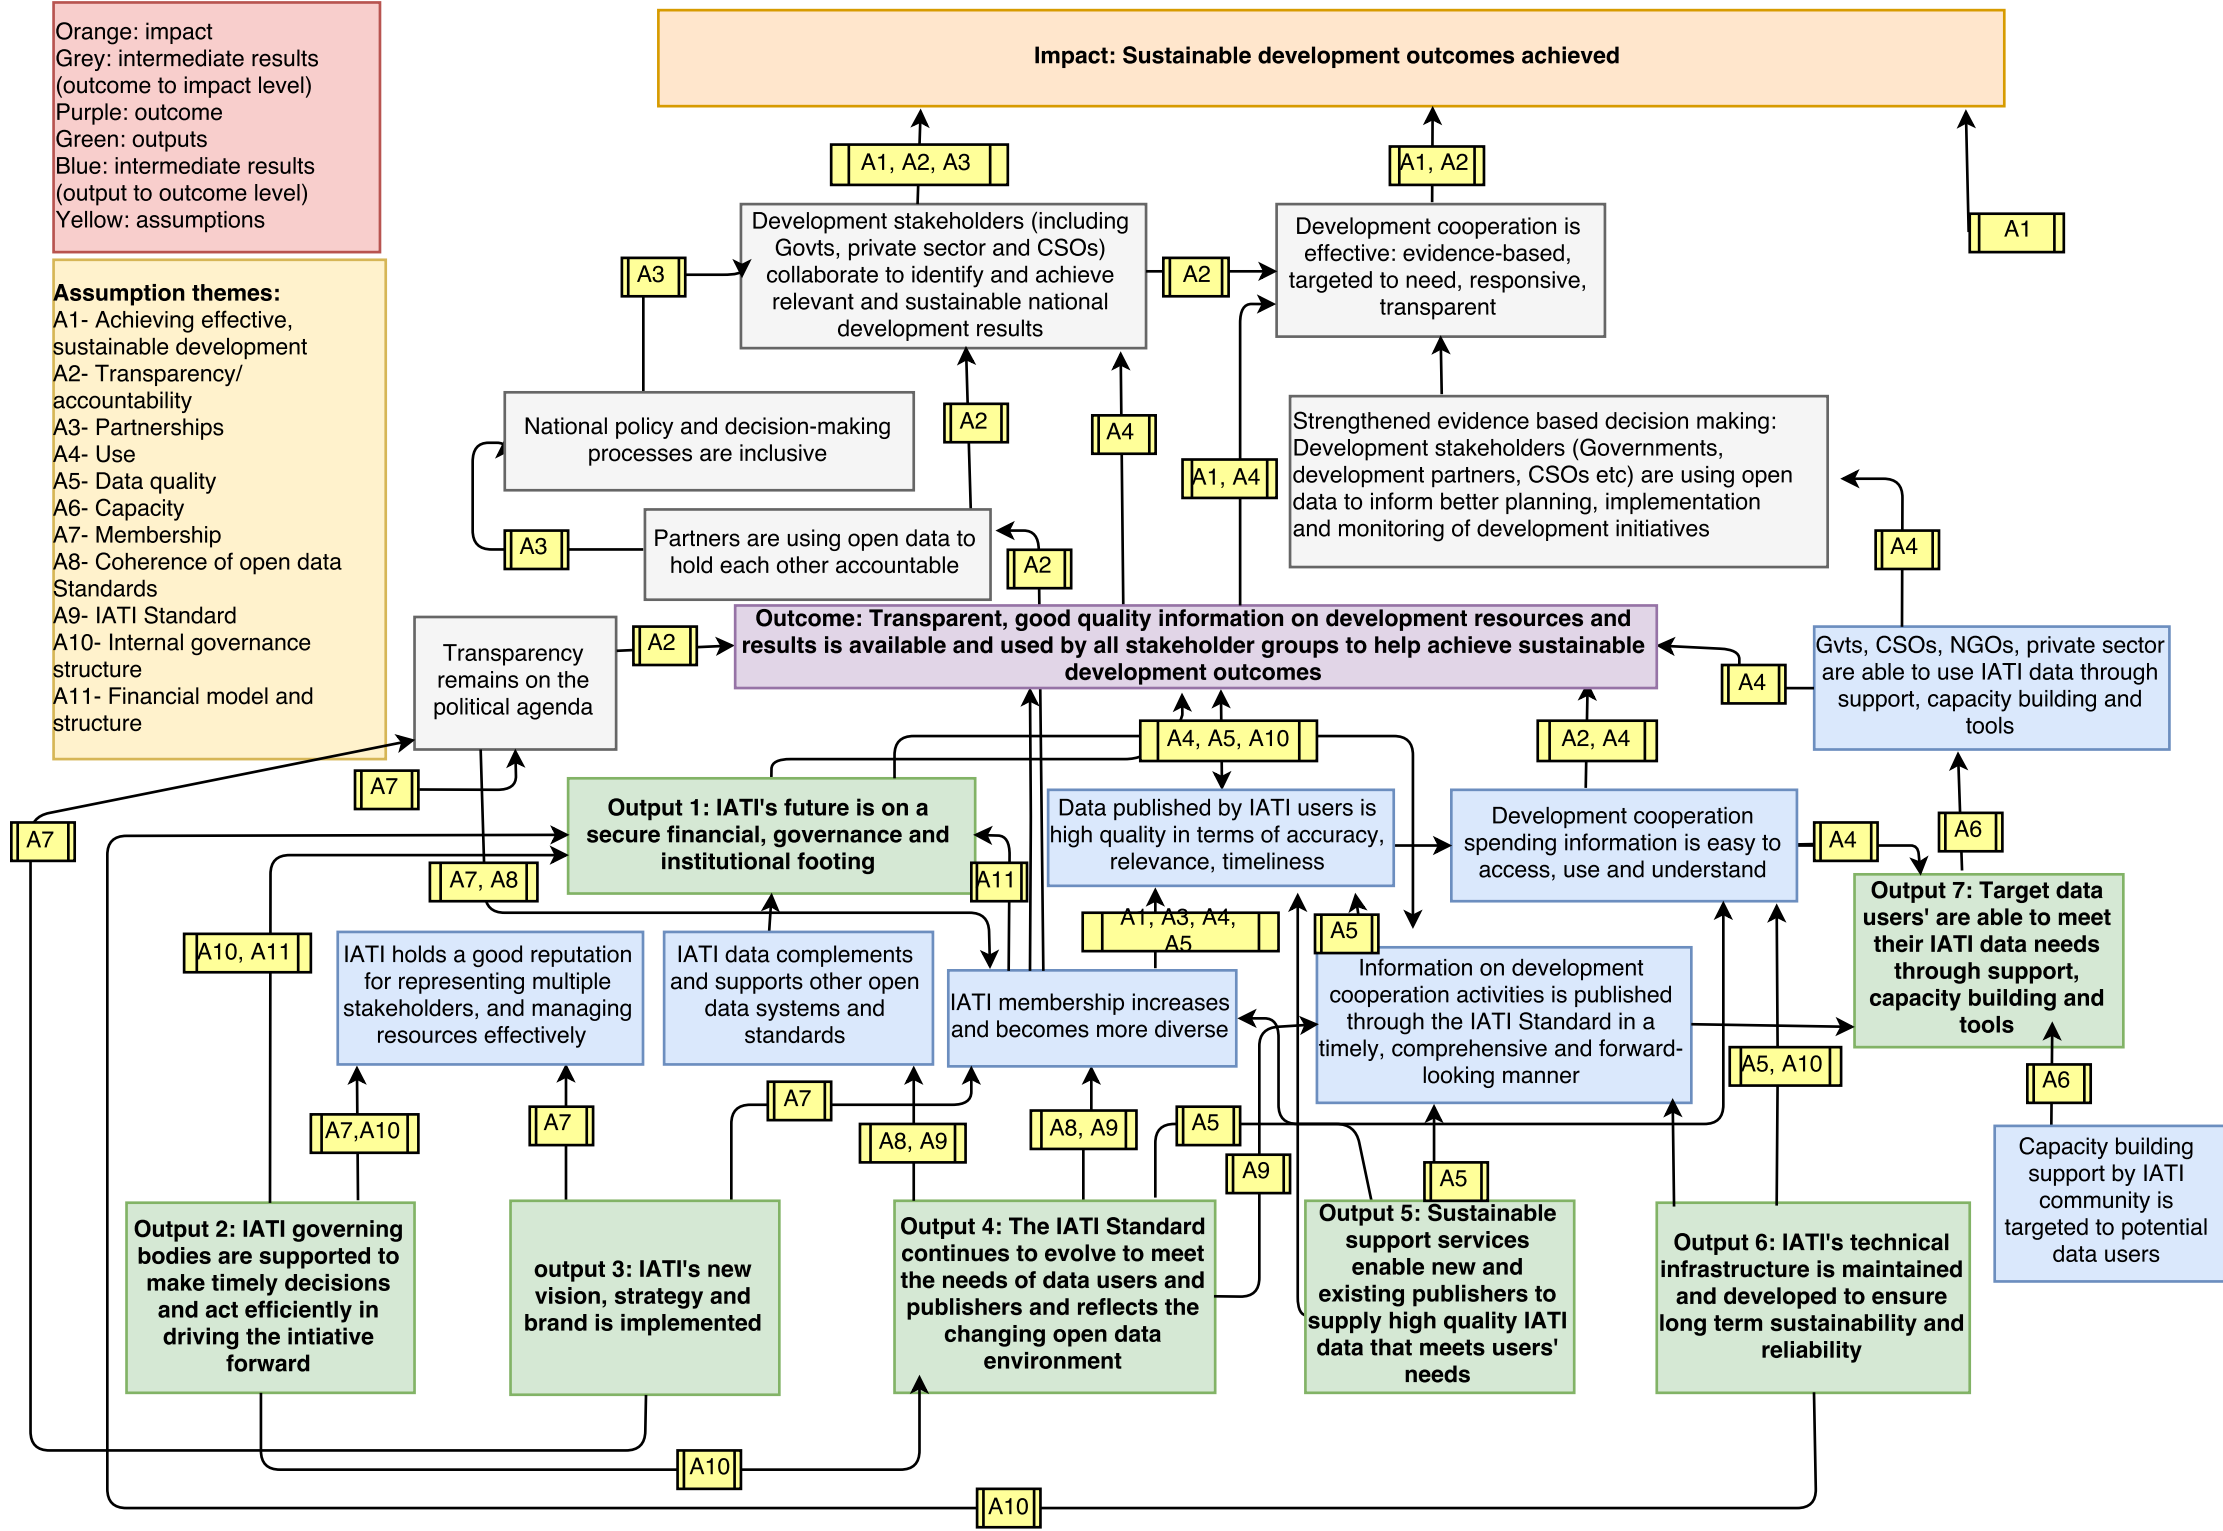 Orange: impact
Grey: intermediate results
(outcome to impact level)
Purple: outcome
Green: outputs
Blue: intermediate results
(output to outcome level)
Yellow: assumptions
Impact: Sustainable development outcomes achieved
A1, A2, A3
A1, A2
A1
Assumption themes:
A1- Achieving effective,
sustainable development
A2- Transparency/
accountability
A3- Partnerships
A4- Use
A5- Data quality
A6- Capacity
A7- Membership
A8- Coherence of open data
Standards
A9- IATI Standard
A10- Internal governance
structure
A11- Financial model and
structure
A3
Development stakeholders (including
Govts, private sector and CSOs)
collaborate to identify and achieve
relevant and sustainable national
development results
A2
Development cooperation is
effective: evidence-based,
targeted to need, responsive,
transparent
National policy and decision-making
processes are inclusive
A2
A4
A1, A4
Strengthened evidence based decision making:
Development stakeholders (Governments,
development partners, CSOs etc) are using open
data to inform better planning, implementation
and monitoring of development initiatives
A3
Partners are using open data to
hold each other accountable
A2
A4
Transparency
remains on the
political agenda
A2
Outcome: Transparent, good quality information on development resources and
results is available and used by all stakeholder groups to help achieve sustainable
development outcomes
A4
Gvts, CSOs, NGOs, private sector
are able to use IATI data through
support, capacity building and
tools
A4, A5, A10
A2, A4
A7
A7
Output 1: IATI's future is on a
secure financial, governance and
institutional footing
Data published by IATI users is
high quality in terms of accuracy,
relevance, timeliness
Development cooperation
spending information is easy to
access, use and understand
A4
A6
A7, A8
A11
Output 7: Target data
users' are able to meet
their IATI data needs
through support,
capacity building and
tools
A10, A11
A1, A3, A4,
A5
A5
IATI holds a good reputation
for representing multiple
stakeholders, and managing
resources effectively
IATI data complements
and supports other open
data systems and
standards
IATI membership increases
and becomes more diverse
Information on development
cooperation activities is published
through the IATI Standard in a
timely, comprehensive and forward-
looking manner
A5, A10
A6
A7,A10
A7
A7
A8, A9
A8, A9
A5
A9
A5
Capacity building
support by IATI
community is
targeted to potential
data users
Output 2: IATI governing
bodies are supported to
make timely decisions
and act efficiently in
driving the intiative
forward
output 3: IATI's new
vision, strategy and
brand is implemented
Output 4: The IATI Standard
continues to evolve to meet
the needs of data users and
publishers and reflects the
changing open data
environment
Output 5: Sustainable
support services
enable new and
existing publishers to
supply high quality IATI
data that meets users'
needs
Output 6: IATI's technical
infrastructure is maintained
and developed to ensure
long term sustainability and
reliability
A10
A10